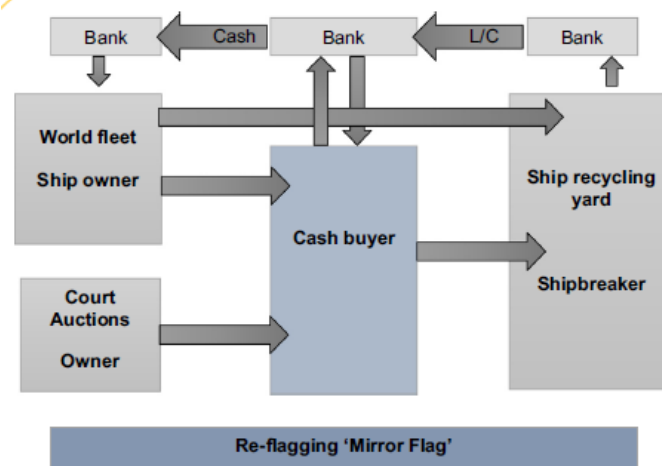 Bank
Cash
Bank
L/C
Bank
World fleet
Ship owner
Cash buyer
Ship recycling
yard
Shipbreaker
Court
Auctions
Owner
Re-flagging ‘Mirror Flag’